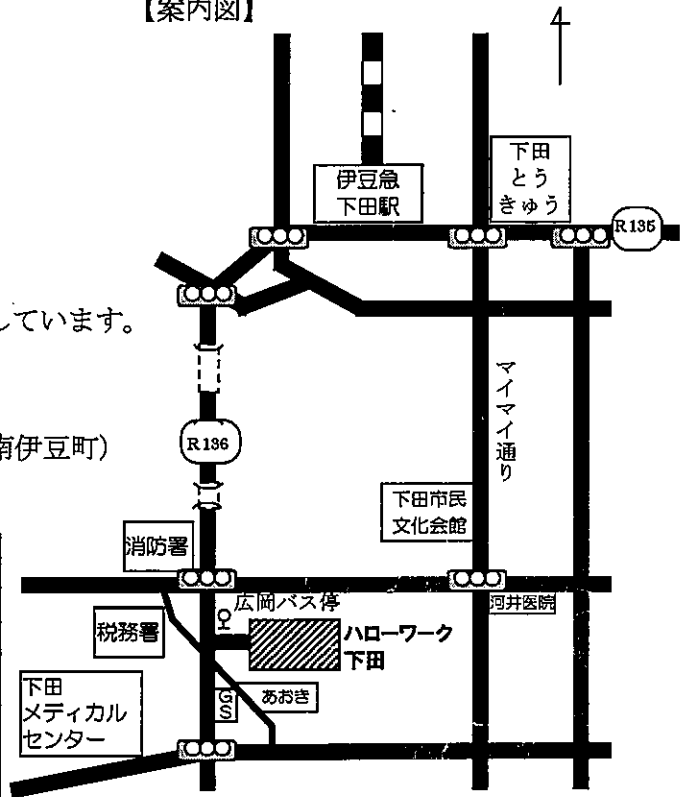 【案内図】
伊豆急
下田駅
下田
とう
きゅう
R135
しています。
マイマイ通り
南伊豆町)
R136
下田市民
文化会館
消防署
広岡バス停
河井医院
税務署
ハローワーク
下田
下田
メディカル
センター
GS
あおき